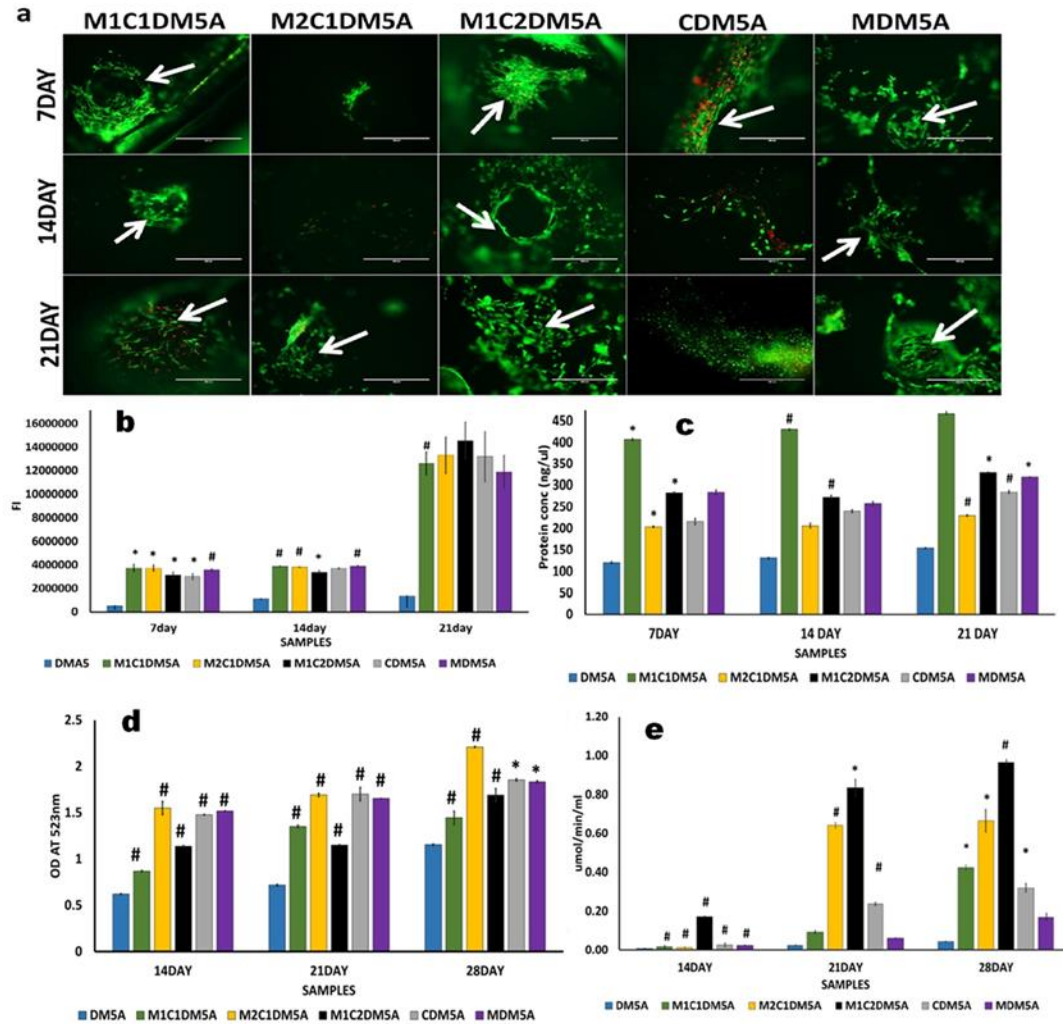 a
M1C1DM5A M2C1DM5A M1C2DM5A CDM5A MDM5A
7DAY
14DAY
21DAY
b
16000000
14000000
12000000
10000000
8000000
6000000
4000000
2000000
0
FI
* * * * #
# # * #
#
7day 14day 21day
SAMPLES
DMA5 M1C1DM5A M2C1DM5A M1C2DM5A CDM5A MDM5A
c
450
400
350
300
250
200
150
100
50
0
Protein conc (ng/ul)
* * *
# #
# * # *
7DAY 14 DAY 21 DAY
SAMPLES
DM5A M1C1DM5A M2C1DM5A M1C2DM5A CDM5A MDM5A
d
2.5
2
1.5
1
0.5
0
OD AT 523nm
# # # # #
# # # # #
# # # * *
14DAY 21DAY 28DAY
SAMPLES
DM5A M1C1DM5A M2C1DM5A M1C2DM5A CDM5A MDM5A
e
1.20
1.00
0.80
0.60
0.40
0.20
0.00
umol/min/ml
# # # # #
# * #
* * # *
14DAY 21DAY 28DAY
SAMPLES
DM5A M1C1DM5A M2C1DM5A M1C2DM5A CDM5A MDM5A